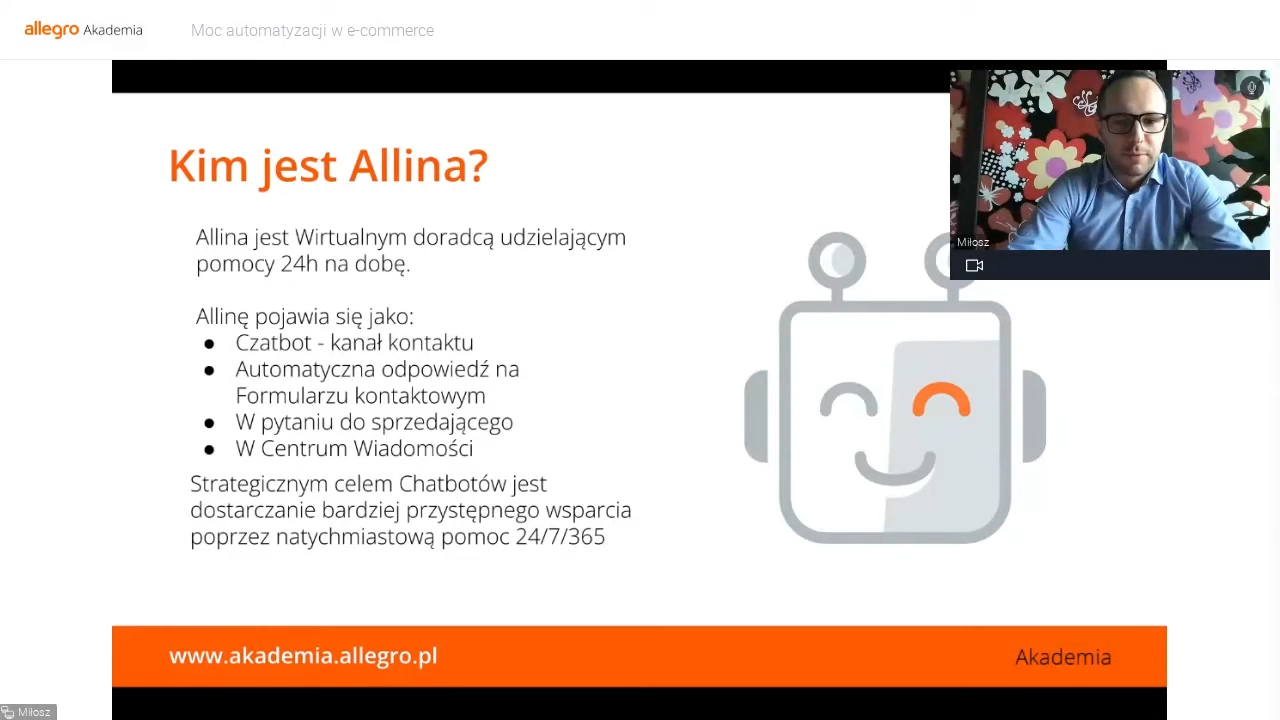 allegro Akademia
Moc automatyzacji w e-commerce
Kim jest Allina?
Allina jest Wirtualnym doradcą udzielającym
pomocy 24h na dobę.
Allinę pojawia się jako:
● Czatbot - kanał kontaktu
● Automatyczna odpowiedź na
Formularzu kontaktowym
● W pytaniu do sprzedającego
● W Centrum Wiadomości
Strategicznym celem Chatbotów jest
dostarczanie bardziej przystępnego wsparcia
poprzez natychmiastową pomoc 24/7/365
Miłosz
www.akademia.allegro.pl
Akademia
Miłosz